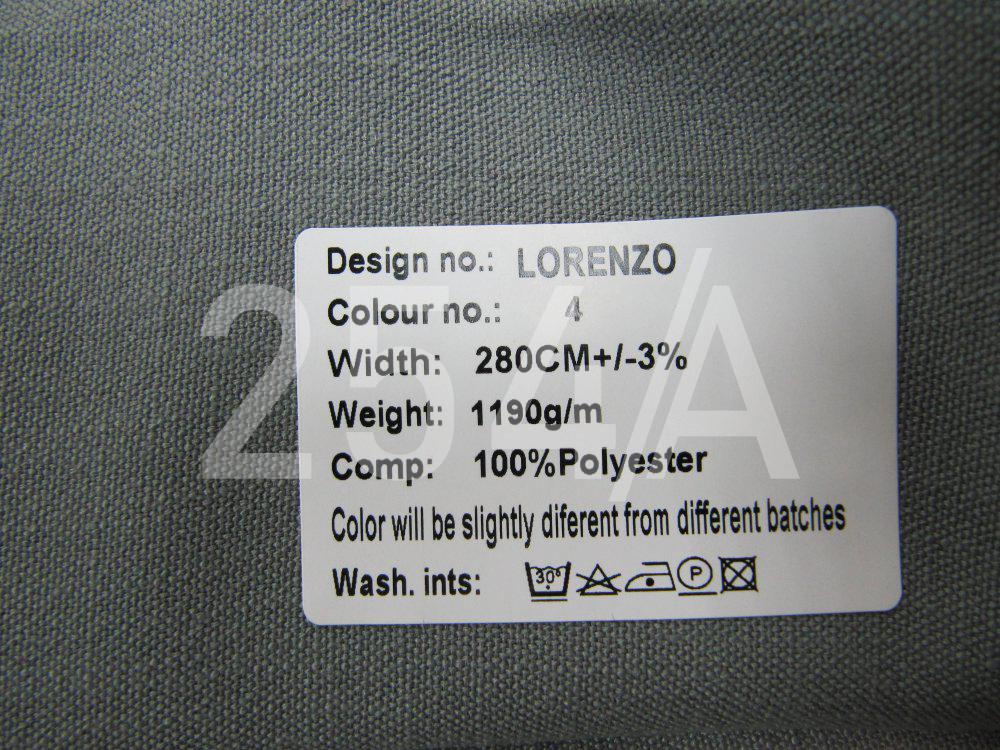 Design no.: LORENZO
Colour no.: 4
Width: 280CM+/-3%
Weight: 1190g/m
Comp: 100%Polyester
Color will be slightly diferent from different batches
Wash. ints: 30° P
254/A